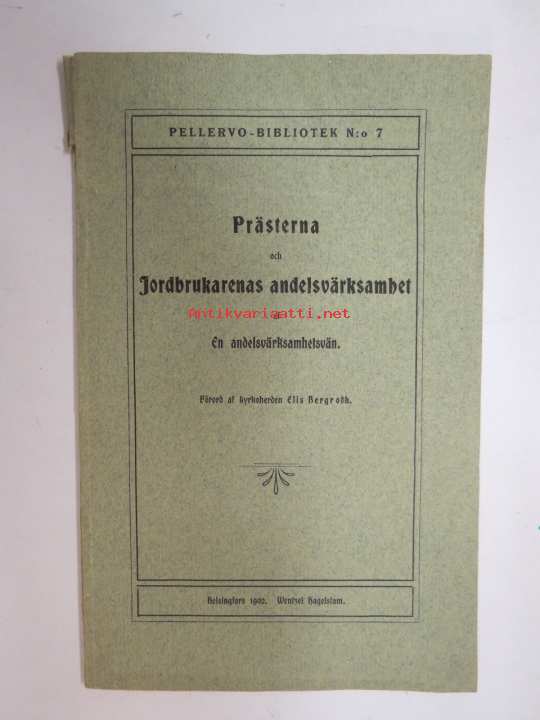 PELLERVO-BIBLIOTEK N:o 7
Prästerna
och
Jordbrukarenas andelsvärksamhet
Antikvariaatti.net
En andelsvärksamhetsvän.
Förord af kyrkoherden Elis Bergroth.
Helsingfors 1902. Wentzel Hagelstam.